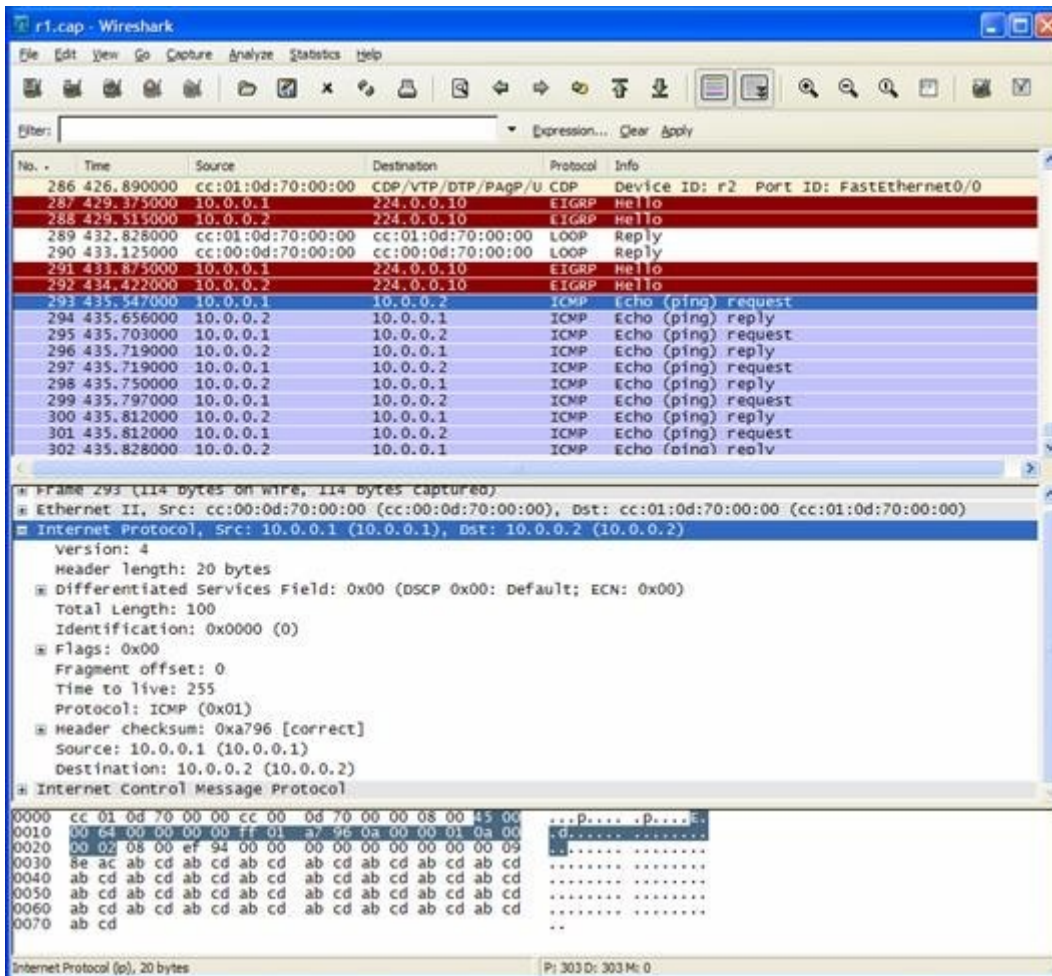 r1.cap - Wireshark
File Edit View Go Capture Analyze Statistics Help
Filter: Expression... Clear Apply
No. - Time Source Destination Protocol Info
286 426.890000 cc:01:0d:70:00:00 CDP/VTP/DTP/PAgP/U CDP Device ID: r2 Port ID: FastEthernet0/0
287 429.375000 10.0.0.1 224.0.0.10 EIGRP Hello
288 429.515000 10.0.0.2 224.0.0.10 EIGRP Hello
289 432.828000 cc:01:0d:70:00:00 cc:01:0d:70:00:00 LOOP Reply
290 433.125000 cc:00:0d:70:00:00 cc:00:0d:70:00:00 LOOP Reply
291 433.875000 10.0.0.1 224.0.0.10 EIGRP Hello
292 434.422000 10.0.0.2 224.0.0.10 EIGRP Hello
293 435.547000 10.0.0.1 10.0.0.2 ICMP Echo (ping) request
294 435.656000 10.0.0.2 10.0.0.1 ICMP Echo (ping) reply
295 435.703000 10.0.0.1 10.0.0.2 ICMP Echo (ping) request
296 435.719000 10.0.0.2 10.0.0.1 ICMP Echo (ping) reply
297 435.719000 10.0.0.1 10.0.0.2 ICMP Echo (ping) request
298 435.750000 10.0.0.2 10.0.0.1 ICMP Echo (ping) reply
299 435.797000 10.0.0.1 10.0.0.2 ICMP Echo (ping) request
300 435.812000 10.0.0.2 10.0.0.1 ICMP Echo (ping) reply
301 435.812000 10.0.0.1 10.0.0.2 ICMP Echo (ping) request
302 435.828000 10.0.0.2 10.0.0.1 ICMP Echo (ping) reply
Frame 293 (114 bytes on wire, 114 bytes captured)
Ethernet II, Src: cc:00:0d:70:00:00 (cc:00:0d:70:00:00), Dst: cc:01:0d:70:00:00 (cc:01:0d:70:00:00)
Internet Protocol, Src: 10.0.0.1 (10.0.0.1), Dst: 10.0.0.2 (10.0.0.2)
Version: 4
Header length: 20 bytes
Differentiated Services Field: 0x00 (DSCP 0x00: Default; ECN: 0x00)
Total Length: 100
Identification: 0x0000 (0)
Flags: 0x00
Fragment offset: 0
Time to live: 255
Protocol: ICMP (0x01)
Header checksum: 0xa796 [correct]
Source: 10.0.0.1 (10.0.0.1)
Destination: 10.0.0.2 (10.0.0.2)
Internet Control Message Protocol
0000 cc 01 0d 70 00 00 cc 00 0d 70 00 00 08 00 45 00 ...p.... .p....E.
0010 00 64 00 00 00 00 ff 01 a7 96 0a 00 00 01 0a 00 .d...... ........
0020 00 02 08 00 ef 94 00 00 00 00 00 00 00 09 ........ ........
0030 8e ac ab cd ab cd ab cd ab cd ab cd ab cd ab cd ........ ........
0040 ab cd ab cd ab cd ab cd ab cd ab cd ab cd ab cd ........ ........
0050 ab cd ab cd ab cd ab cd ab cd ab cd ab cd ab cd ........ ........
0060 ab cd ab cd ab cd ab cd ab cd ab cd ab cd ab cd ........ ........
0070 ab cd ..
Internet Protocol (ip), 20 bytes P: 303 D: 303 M: 0